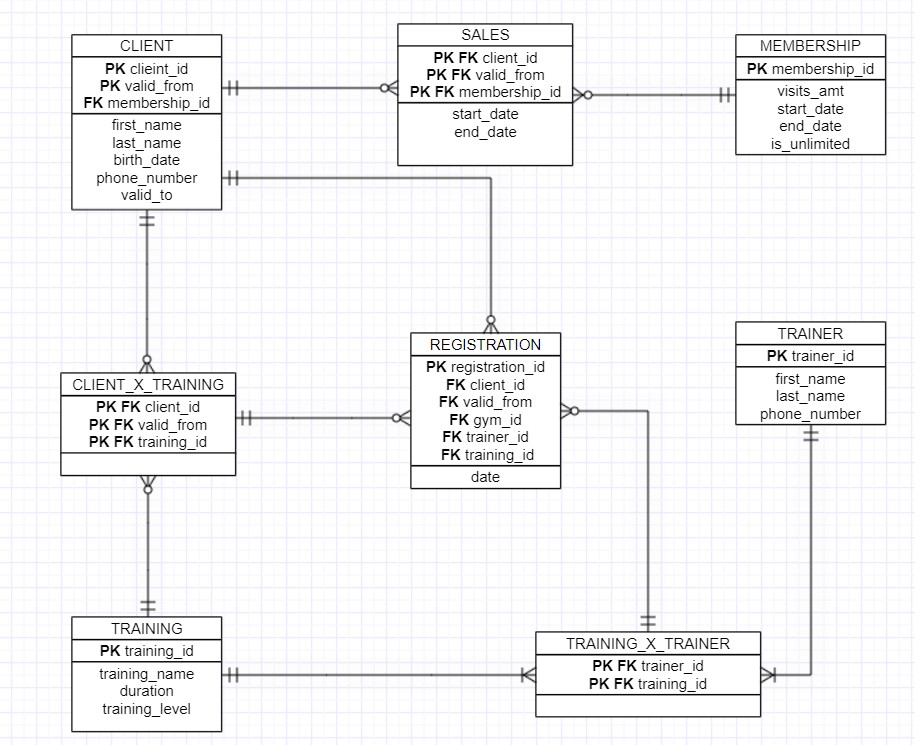 CLIENT
PK clieint_id
PK valid_from
FK membership_id
first_name
last_name
birth_date
phone_number
valid_to
SALES
PK FK client_id
PK FK valid_from
PK FK membership_id
start_date
end_date
MEMBERSHIP
PK membership_id
visits_amt
start_date
end_date
is_unlimited
CLIENT_X_TRAINING
PK FK client_id
PK FK valid_from
PK FK training_id
REGISTRATION
PK registration_id
FK client_id
FK valid_from
FK gym_id
FK trainer_id
FK training_id
date
TRAINER
PK trainer_id
first_name
last_name
phone_number
TRAINING
PK training_id
training_name
duration
training_level
TRAINING_X_TRAINER
PK FK trainer_id
PK FK training_id